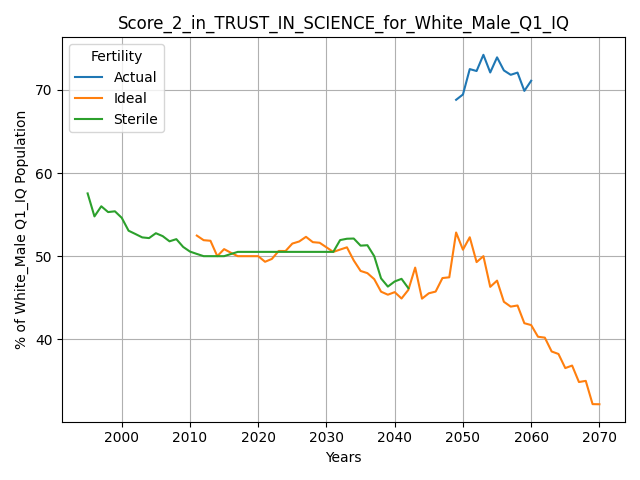 Score_2_in_TRUST_IN_SCIENCE_for_White_Male_Q1_IQ
Fertility
Actual
Ideal
Sterile
% of White_Male Q1_IQ Population
70
60
50
40
2000 2010 2020 2030 2040 2050 2060 2070
Years